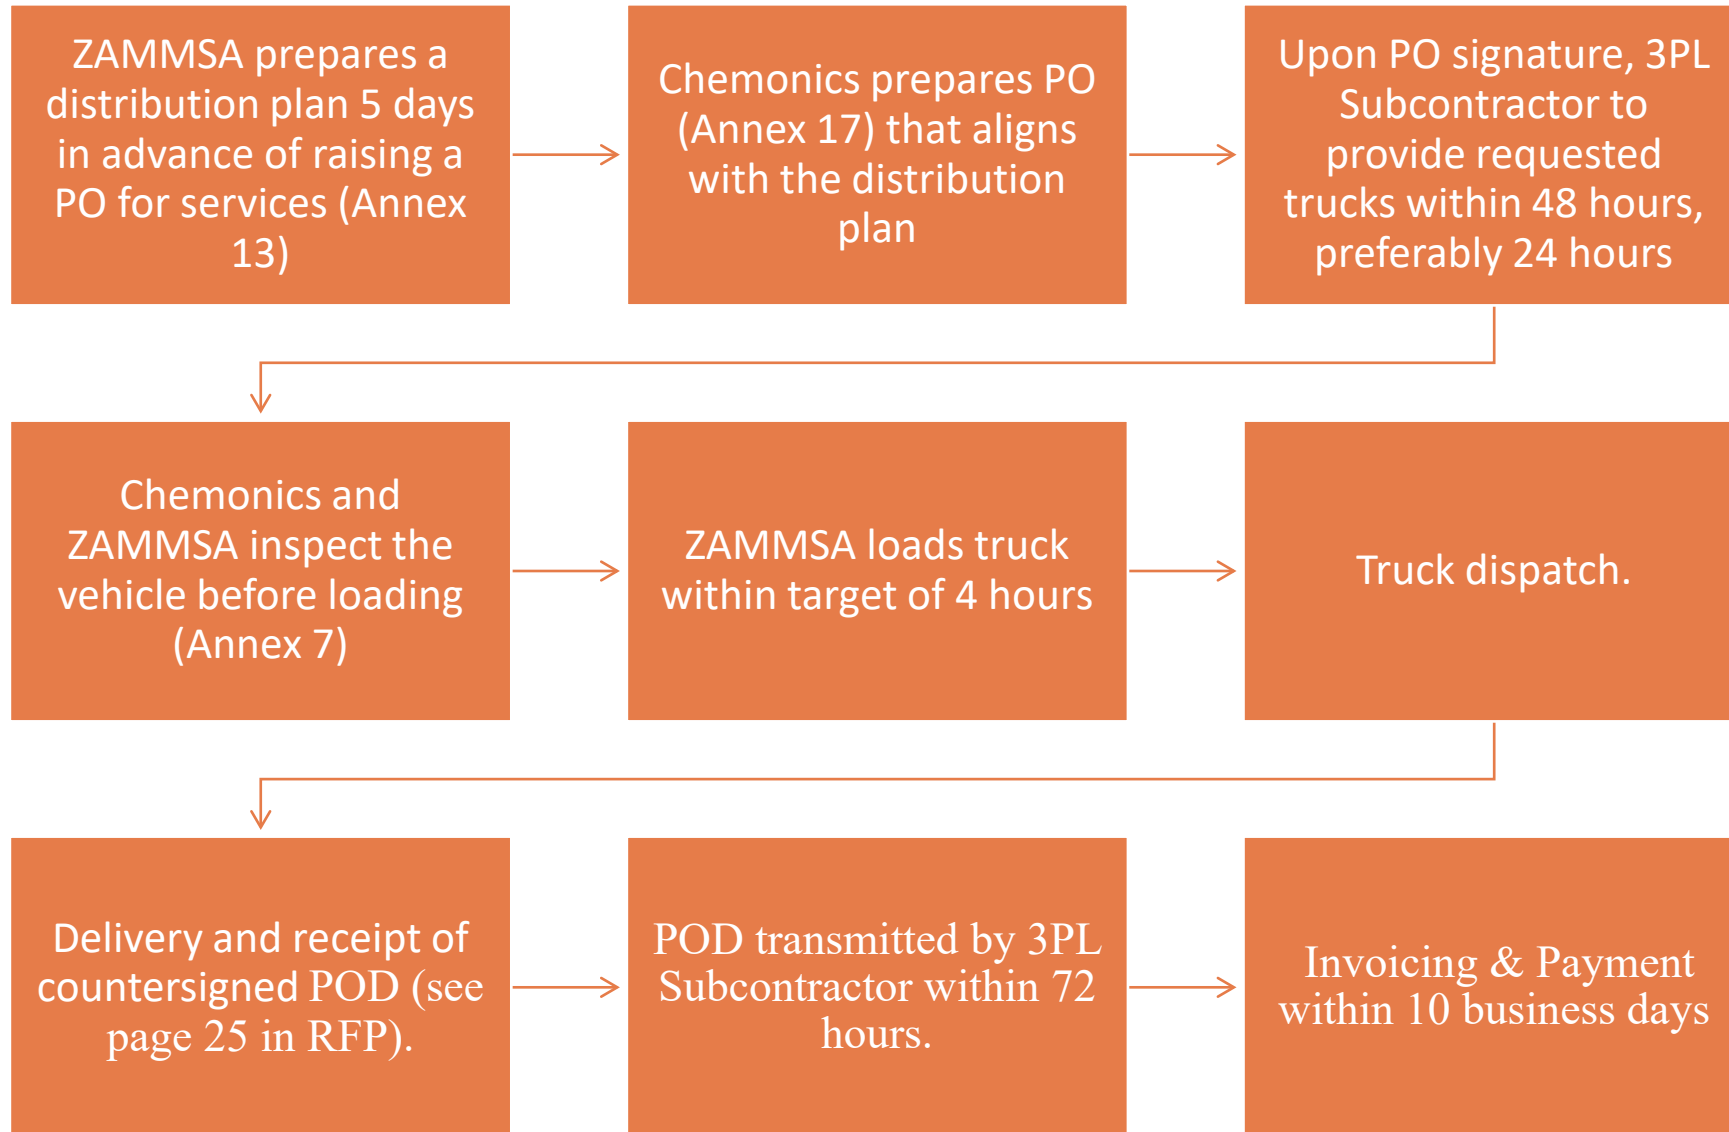 ZAMMSA prepares a
distribution plan 5 days
in advance of raising a
PO for services (Annex
13)
Chemonics prepares PO
(Annex 17) that aligns
with the distribution
plan
Upon PO signature, 3PL
Subcontractor to
provide requested
trucks within 48 hours,
preferably 24 hours
Chemonics and
ZAMMSA inspect the
vehicle before loading
(Annex 7)
ZAMMSA loads truck
within target of 4 hours
Truck dispatch.
Delivery and receipt of
countersigned POD (see
page 25 in RFP).
POD transmitted by 3PL
Subcontractor within 72
hours.
Invoicing & Payment
within 10 business days